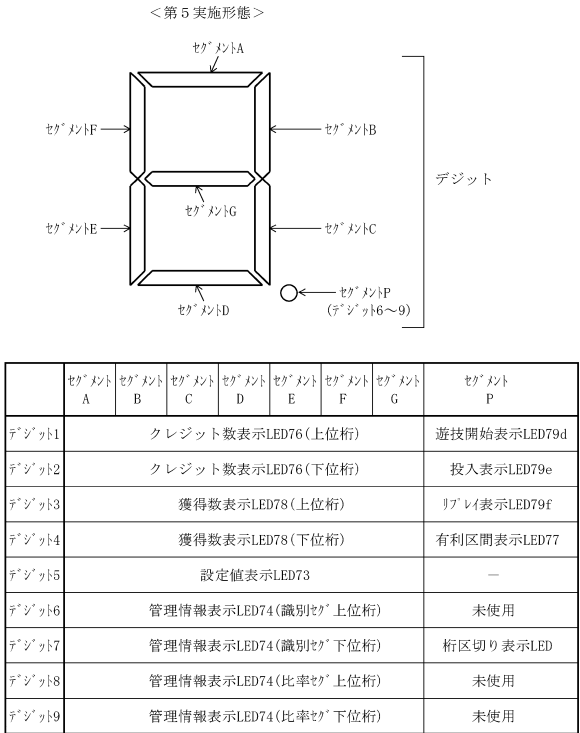 ＜第５実施形態＞
ｾｸﾞﾒﾝﾄA
ｾｸﾞﾒﾝﾄF
ｾｸﾞﾒﾝﾄB
デジット
ｾｸﾞﾒﾝﾄG
ｾｸﾞﾒﾝﾄE
ｾｸﾞﾒﾝﾄC
ｾｸﾞﾒﾝﾄD
ｾｸﾞﾒﾝﾄP
(ﾃﾞｼﾞｯﾄ6～9)
ｾｸﾞﾒﾝﾄ ｾｸﾞﾒﾝﾄ ｾｸﾞﾒﾝﾄ ｾｸﾞﾒﾝﾄ ｾｸﾞﾒﾝﾄ ｾｸﾞﾒﾝﾄ ｾｸﾞﾒﾝﾄ ｾｸﾞﾒﾝﾄ
A B C D E F G P
ﾃﾞｼﾞｯﾄ1 クレジット数表示LED76(上位桁) 遊技開始表示LED79d
ﾃﾞｼﾞｯﾄ2 クレジット数表示LED76(下位桁) 投入表示LED79e
ﾃﾞｼﾞｯﾄ3 獲得数表示LED78(上位桁) ﾘﾌﾟﾚｲ表示LED79f
ﾃﾞｼﾞｯﾄ4 獲得数表示LED78(下位桁) 有利区間表示LED77
ﾃﾞｼﾞｯﾄ5 設定値表示LED73 －
ﾃﾞｼﾞｯﾄ6 管理情報表示LED74(識別ｾｸﾞ上位桁) 未使用
ﾃﾞｼﾞｯﾄ7 管理情報表示LED74(識別ｾｸﾞ下位桁) 桁区切り表示LED
ﾃﾞｼﾞｯﾄ8 管理情報表示LED74(比率ｾｸﾞ上位桁) 未使用
ﾃﾞｼﾞｯﾄ9 管理情報表示LED74(比率ｾｸﾞ下位桁) 未使用